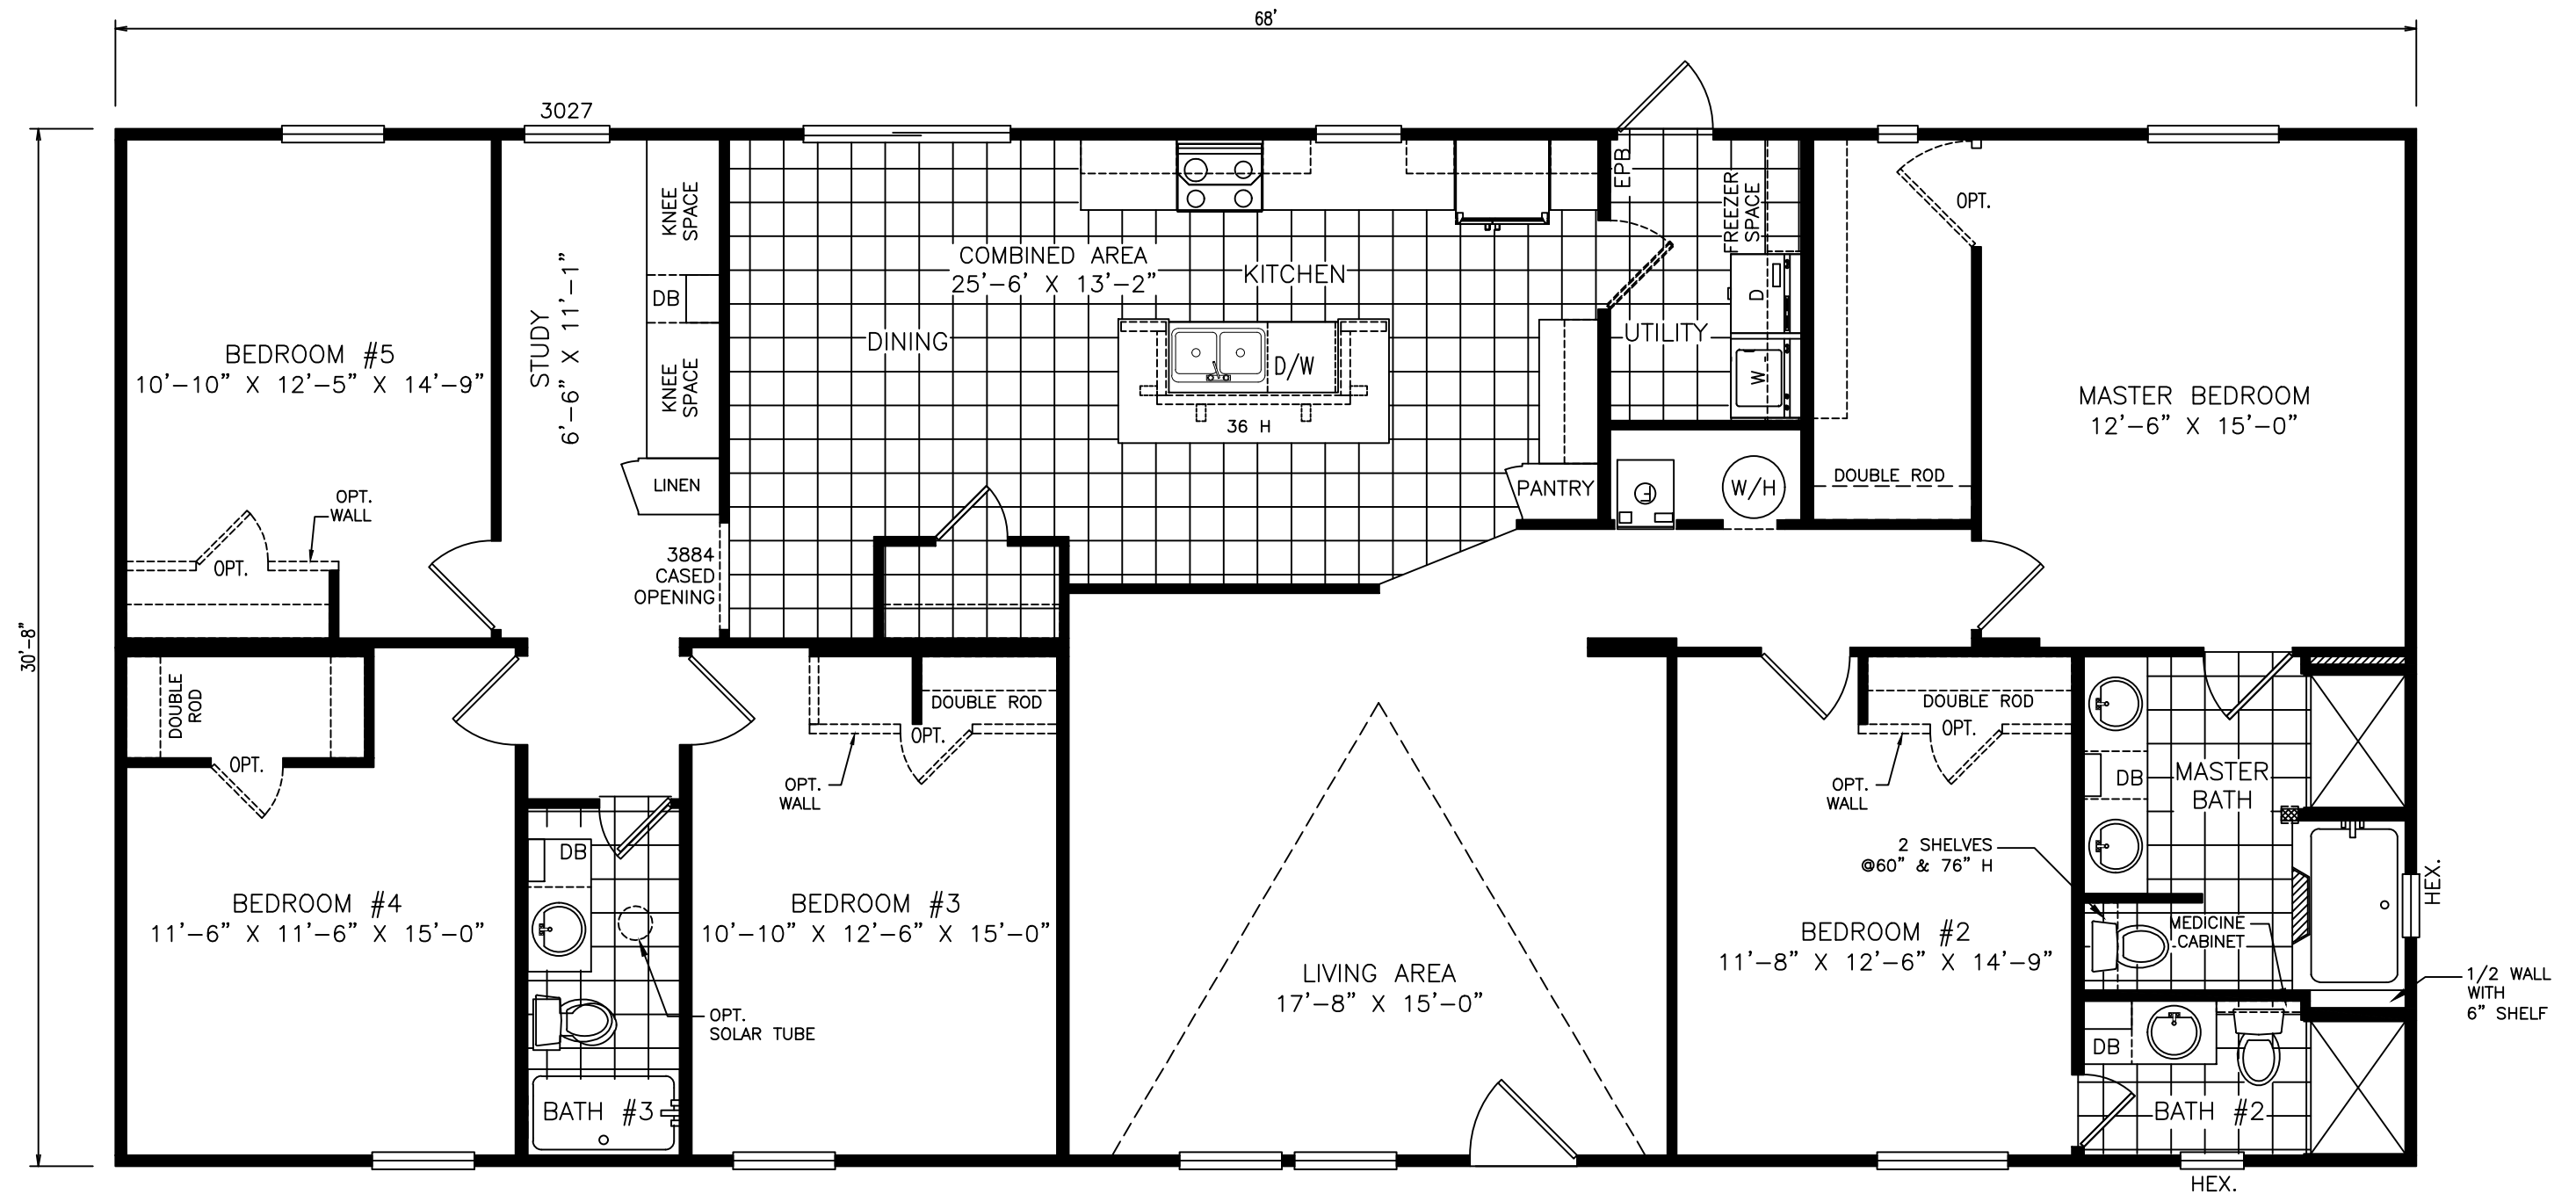 68'
30'-8"
3027
BEDROOM #5
10'-10" X 12'-5" X 14'-9"
OPT.
WALL
OPT.
STUDY
6'-6" X 11'-1"
KNEE
SPACE
DB
KNEE
SPACE
LINEN
3884
CASED
OPENING
COMBINED AREA
25'-6' X 13'-2"
KITCHEN
DINING
D/W
36 H
PANTRY
EPB
FREEZER
SPACE
D
W
UTILITY
F
W/H
OPT.
DOUBLE ROD
MASTER BEDROOM
12'-6" X 15'-0"
DOUBLE
ROD
OPT.
BEDROOM #4
11'-6" X 11'-6" X 15'-0"
DB
OPT.
SOLAR TUBE
BATH #3
DOUBLE ROD
OPT.
OPT.
WALL
BEDROOM #3
10'-10" X 12'-6" X 15'-0"
LIVING AREA
17'-8" X 15'-0"
DOUBLE ROD
OPT.
OPT.
WALL
2 SHELVES
@60" & 76" H
BEDROOM #2
11'-8" X 12'-6" X 14'-9"
DB
MASTER
BATH
MEDICINE
CABINET
HEX.
1/2 WALL
WITH
6" SHELF
DB
BATH #2
HEX.